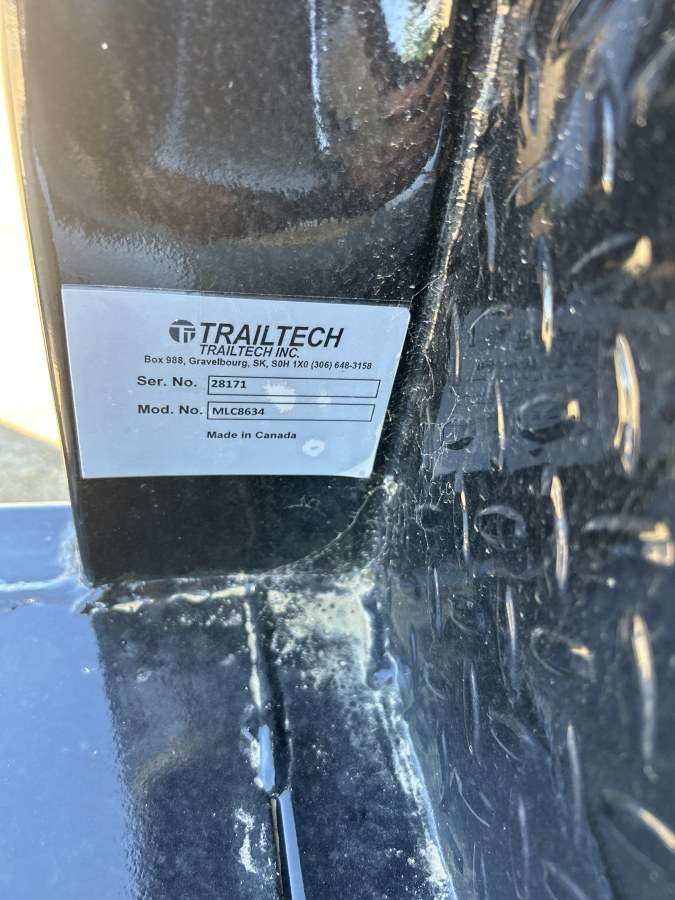 TRAILTECH
TRAILTECH INC.
Box 988, Gravelbourg, SK, S0H 1X0 (306) 648-3158
Ser. No. 28171
Mod. No. MLC8634
Made in Canada